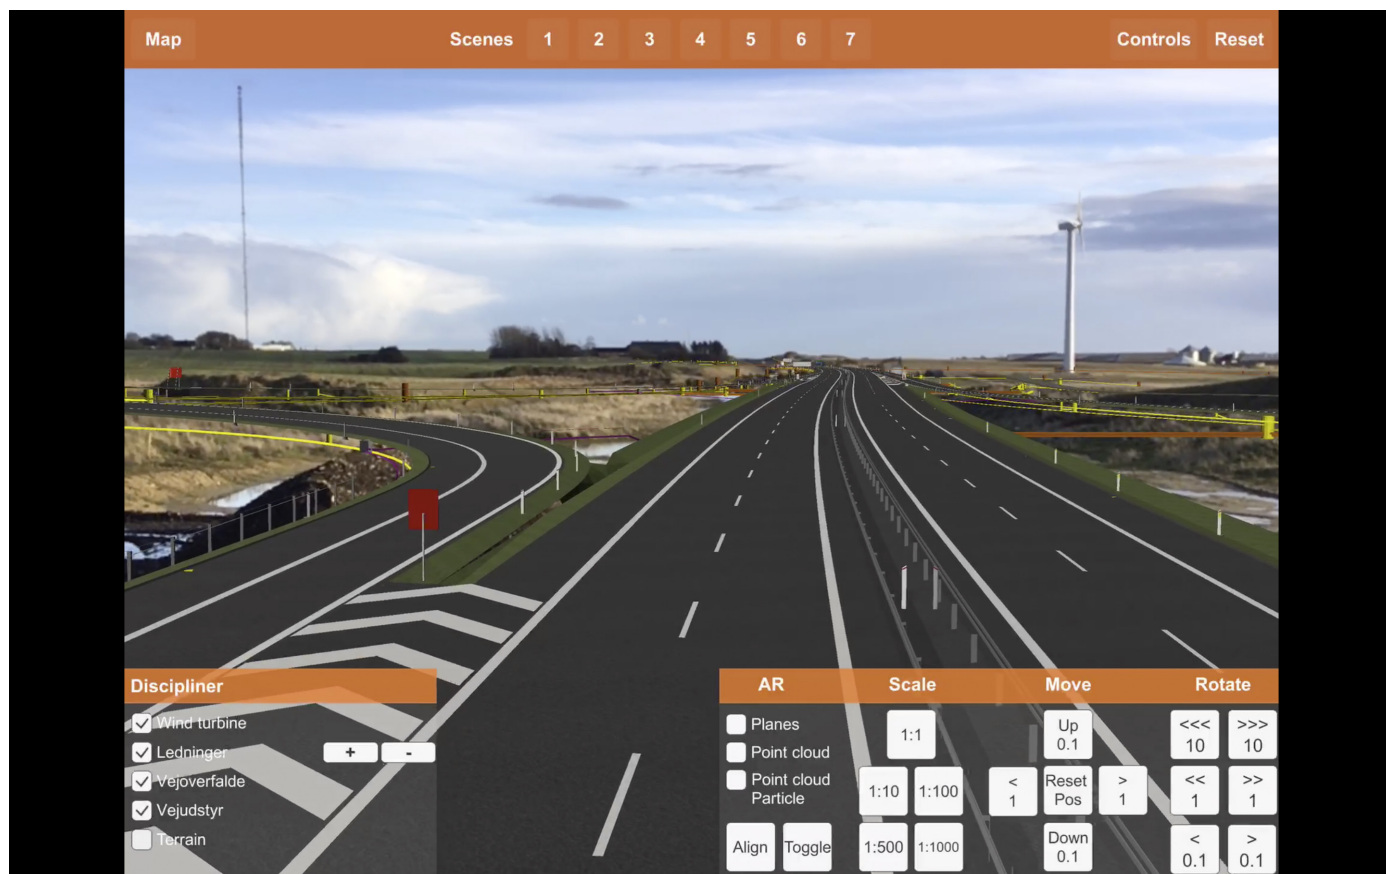 Map Scenes 1 2 3 4 5 6 7 Controls Reset
Discipliner
Wind turbine
Ledninger + -
Vejoverfalde
Vejudstyr
Terrain
AR Scale Move Rotate
Planes
Point cloud
Point cloud
Particle
Align Toggle
1:1
1:10 1:100
1:500 1:1000
Up
0.1
<
1
Reset
Pos
>
1
Down
0.1
<<<
10
>>>
10
<<
1
>>
1
<
0.1
>
0.1